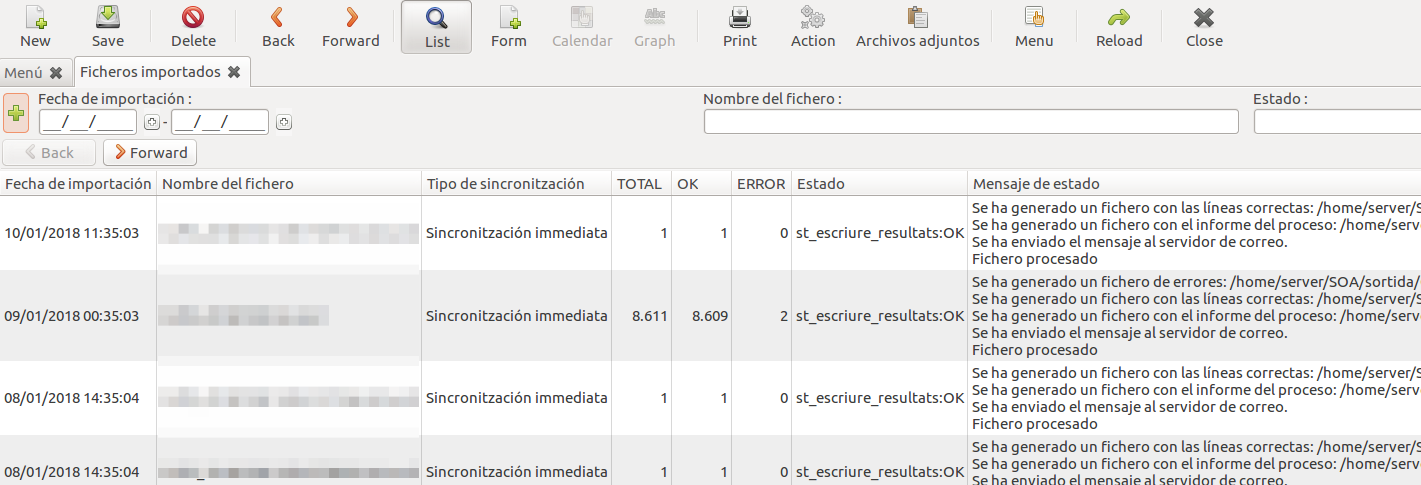 New Save Delete Back Forward List Form Calendar Graph Print Action Archivos adjuntos Menu Reload Close
Menú Ficheros importados
Fecha de importación : Nombre del fichero : Estado :
__/__/____ - __/__/____
Back Forward
Fecha de importación Nombre del fichero Tipo de sincronitzación TOTAL OK ERROR Estado Mensaje de estado
Se ha generado un fichero con las líneas correctas: /home/server/S
Se ha generado un fichero con el informe del proceso: /home/serve
10/01/2018 11:35:03 Sincronitzación immediata 1 1 0 st_escriure_resultats:OK
Se ha enviado el mensaje al servidor de correo.
Fichero procesado
Se ha generado un fichero de errores: /home/server/SOA/sortida/
Se ha generado un fichero con las líneas correctas: /home/server/S
09/01/2018 00:35:03 Sincronitzación immediata 8.611 8.609 2 st_escriure_resultats:OK
Se ha generado un fichero con el informe del proceso: /home/serve
Se ha enviado el mensaje al servidor de correo.
Fichero procesado
Se ha generado un fichero con las líneas correctas: /home/server/S
Se ha generado un fichero con el informe del proceso: /home/serve
08/01/2018 14:35:04 Sincronitzación immediata 1 1 0 st_escriure_resultats:OK
Se ha enviado el mensaje al servidor de correo.
Fichero procesado
Se ha generado un fichero con las líneas correctas: /home/server/S
Se ha generado un fichero con el informe del proceso: /home/serve
08/01/2018 14:35:04 Sincronitzación immediata 1 1 0 st_escriure_resultats:OK
Se ha enviado el mensaje al servidor de correo.